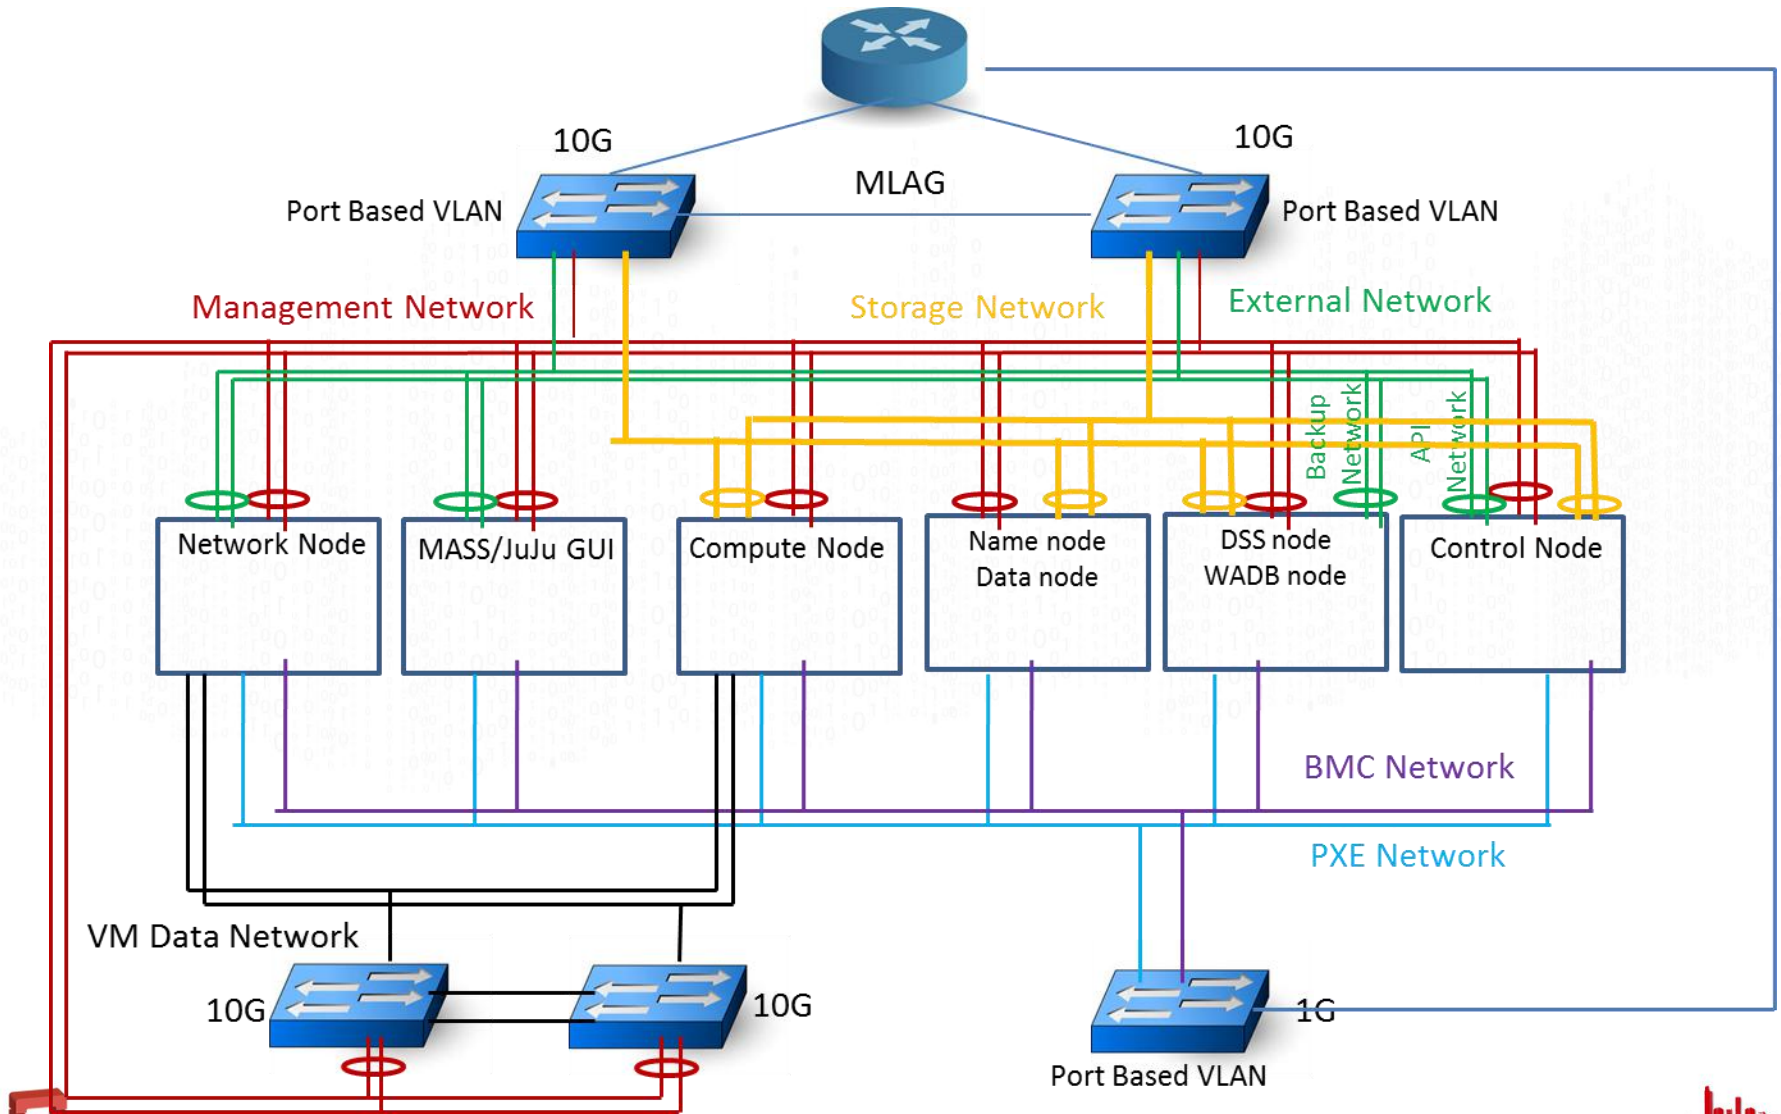 10G
10G
MLAG
Port Based VLAN
Port Based VLAN
Management Network
Storage Network
External Network
Backup
Network
API
Network
Network Node
MASS/JuJu GUI
Compute Node
Name node
Data node
DSS node
WADB node
Control Node
BMC Network
PXE Network
VM Data Network
10G
10G
1G
Port Based VLAN